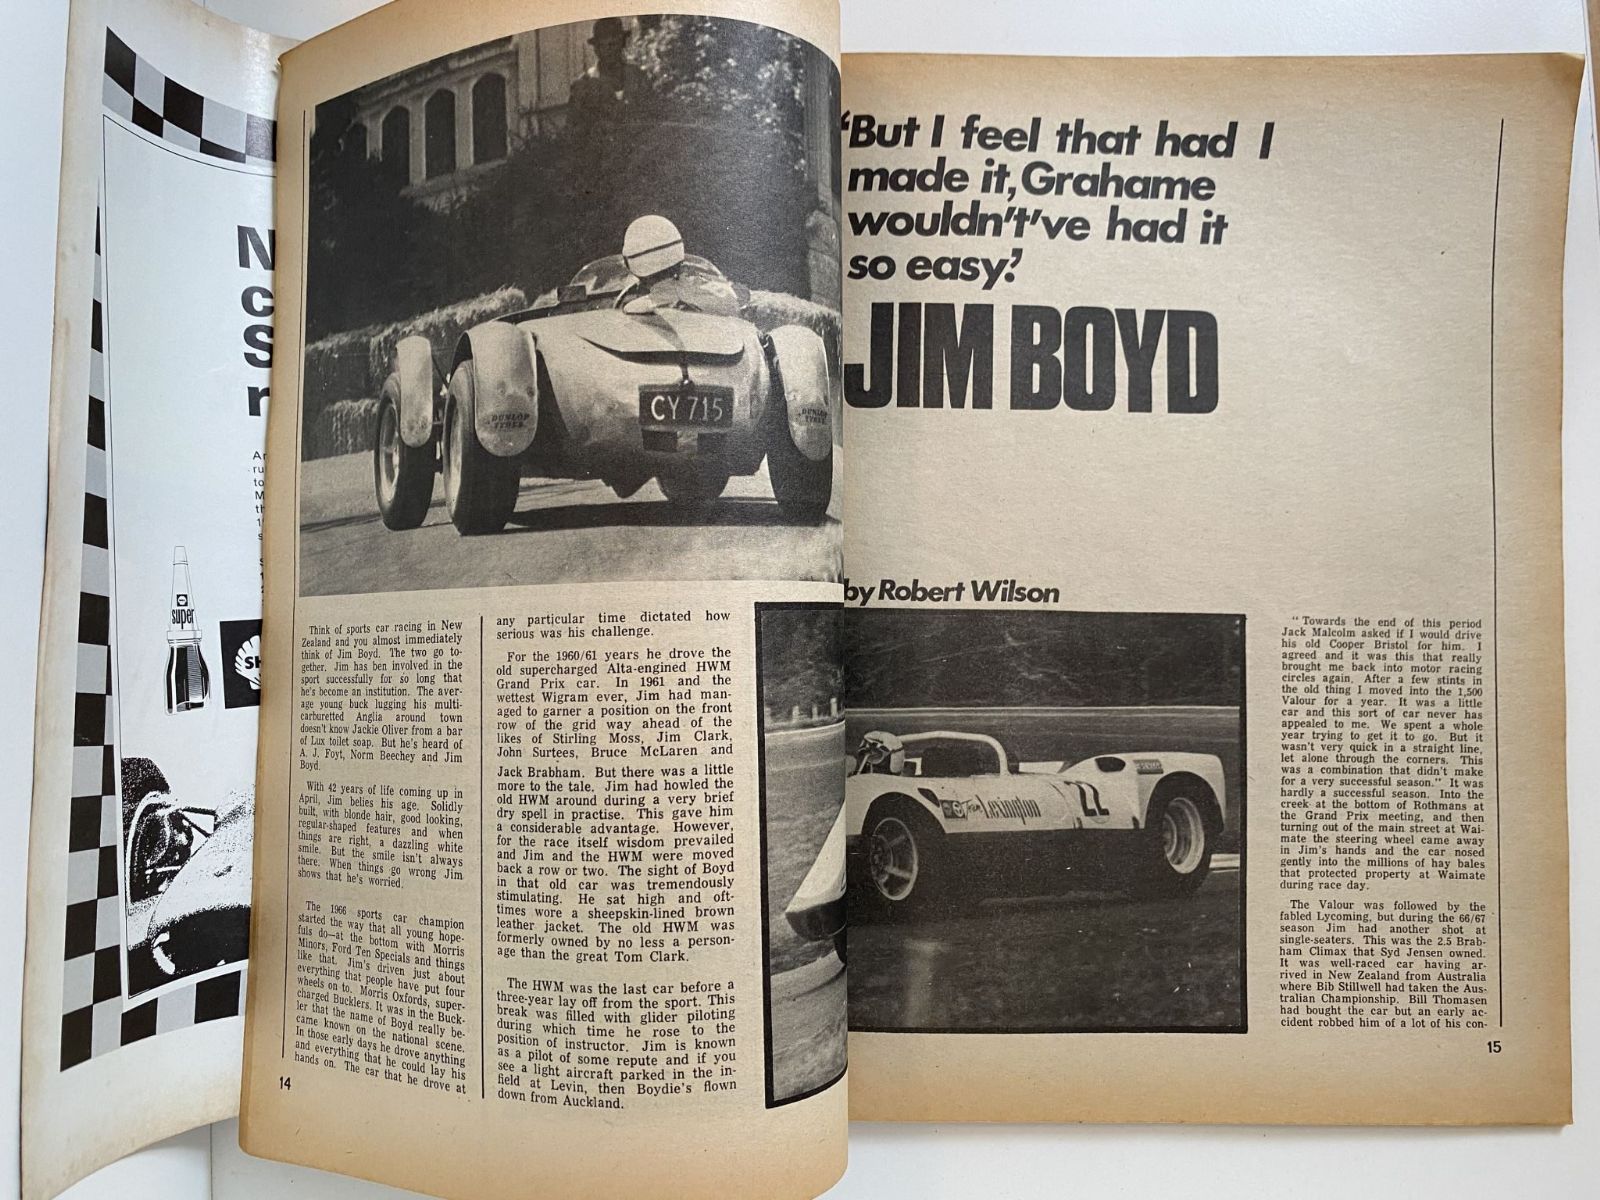 N
c
S
r
Ar
ru
to
M
th
1
s
super
SH
CY 715
DUNLOP
TYRES
DUNLOP
TYRES
Think of sports car racing in New
Zealand and you almost immediately
think of Jim Boyd. The two go to-
gether. Jim has ben involved in the
sport successfully for so long that
he's become an institution. The aver-
age young buck lugging his multi-
carburetted Anglia around town
doesn't know Jackie Oliver from a bar
of Lux toilet soap. But he's heard of
A. J. Foyt, Norm Beechey and Jim
Boyd.
With 42 years of life coming up in
April, Jim belies his age. Solidly
built, with blonde hair, good looking,
regular-shaped features and when
things are right, a dazzling white
smile. But the smile isn't always
there. When things go wrong Jim
shows that he's worried.
The 1966 sports car champion
started the way that all young hope-
fuls do—at the bottom with Morris
Minors, Ford Ten Specials and things
like that. Jim's driven just about
everything that people have put four
wheels on to. Morris Oxfords, super-
charged Bucklers. It was in the Buck-
ler that the name of Boyd really be-
came known on the national scene.
In those early days he drove anything
and everything that he could lay his
hands on. The car that he drove at
14
any particular time dictated how
serious was his challenge.
For the 1960/61 years he drove the
old supercharged Alta-engined HWM
Grand Prix car. In 1961 and the
wettest Wigram ever, Jim had man-
aged to garner a position on the front
row of the grid way ahead of the
likes of Stirling Moss, Jim Clark,
John Surtees, Bruce McLaren and
Jack Brabham. But there was a little
more to the tale. Jim had howled the
old HWM around during a very brief
dry spell in practise. This gave him
a considerable advantage. However,
for the race itself wisdom prevailed
and Jim and the HWM were moved
back a row or two. The sight of Boyd
in that old car was tremendously
stimulating. He sat high and oft-
times wore a sheepskin-lined brown
leather jacket. The old HWM was
formerly owned by no less a person-
age than the great Tom Clark.
The HWM was the last car before a
three-year lay off from the sport. This
break was filled with glider piloting
during which time he rose to the
position of instructor. Jim is known
as a pilot of some repute and if you
see a light aircraft parked in the in-
field at Levin, then Boydie's flown
down from Auckland.
'But I feel that had I
made it, Grahame
wouldn't've had it
so easy.'
JIM BOYD
by Robert Wilson
Team Lexington
22
"Towards the end of this period
Jack Malcolm asked if I would drive
his old Cooper Bristol for him. I
agreed and it was this that really
brought me back into motor racing
circles again. After a few stints in
the old thing I moved into the 1,500
Valour for a year. It was a little
car and this sort of car never has
appealed to me. We spent a whole
year trying to get it to go. But it
wasn't very quick in a straight line,
let alone through the corners. This
was a combination that didn't make
for a very successful season." It was
hardly a successful season. Into the
creek at the bottom of Rothmans at
the Grand Prix meeting, and then
turning out of the main street at Wai-
mate the steering wheel came away
in Jim's hands and the car nosed
gently into the millions of hay bales
that protected property at Waimate
during race day.
The Valour was followed by the
fabled Lycoming, but during the 66/67
season Jim had another shot at
single-seaters. This was the 2.5 Brab-
ham Climax that Syd Jensen owned.
It was well-raced car having ar-
rived in New Zealand from Australia
where Bib Stillwell had taken the Aus-
tralian Championship. Bill Thomasen
had bought the car but an early ac-
cident robbed him of a lot of his con-
15